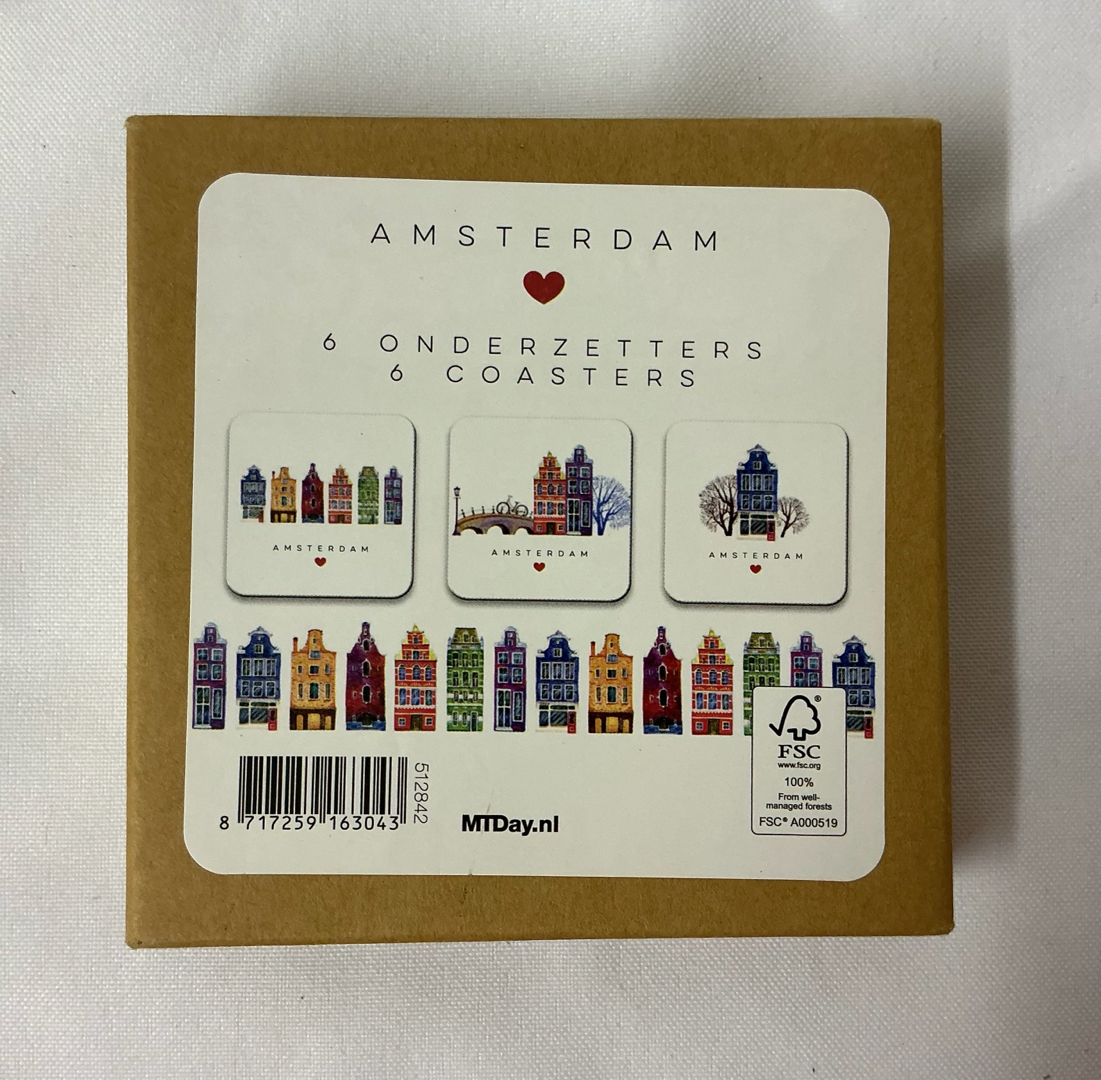 AMSTERDAM
6 ONDERZETTERS
6 COASTERS
AMSTERDAM
AMSTERDAM
AMSTERDAM
512842
8 717259 163043
MTDay.nl
®
FSC
www.fsc.org
100%
From well-
managed forests
FSC® A000519